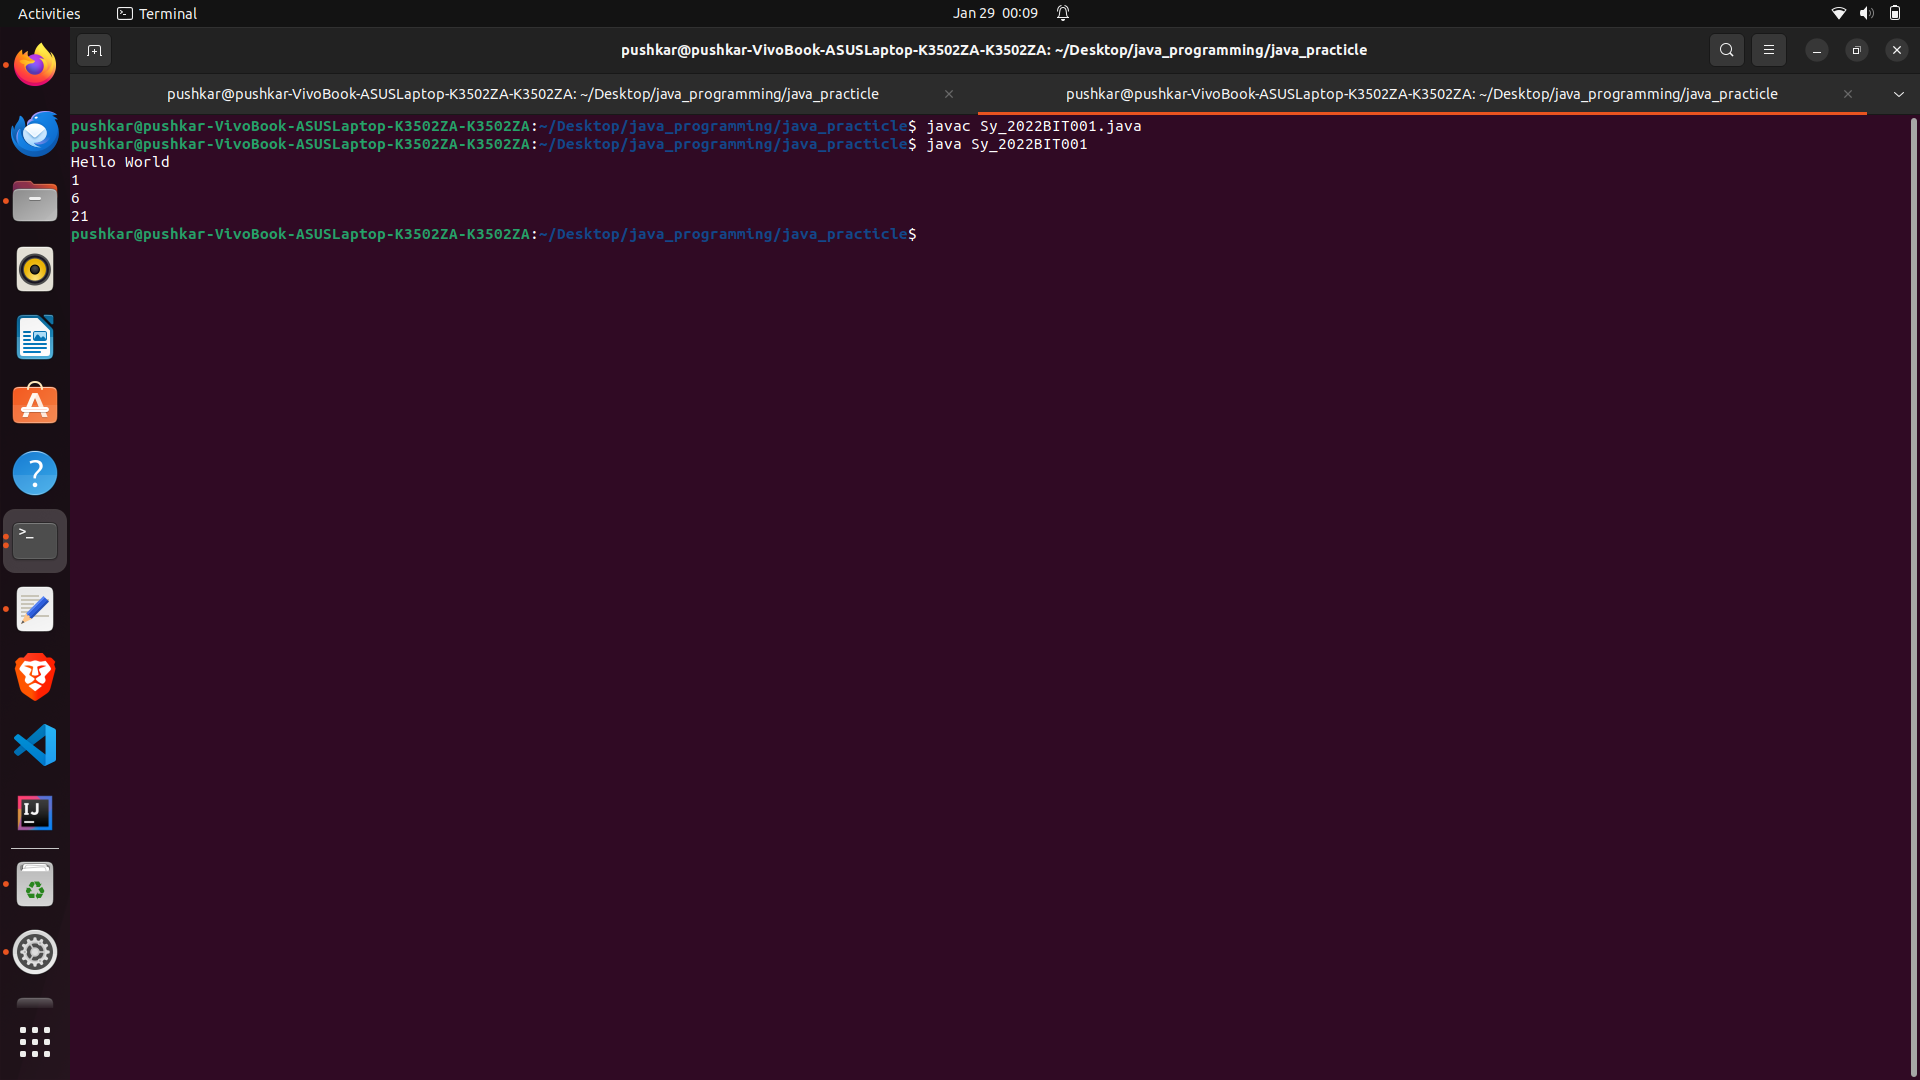 Activities
Terminal
Jan 29 00:09
pushkar@pushkar-VivoBook-ASUSLaptop-K3502ZA-K3502ZA: ~/Desktop/java_programming/java_practicle
pushkar@pushkar-VivoBook-ASUSLaptop-K3502ZA-K3502ZA: ~/Desktop/java_programming/java_practicle
pushkar@pushkar-VivoBook-ASUSLaptop-K3502ZA-K3502ZA: ~/Desktop/java_programming/java_practicle
pushkar@pushkar-VivoBook-ASUSLaptop-K3502ZA-K3502ZA:~/Desktop/java_programming/java_practicle$ javac Sy_2022BIT001.java
pushkar@pushkar-VivoBook-ASUSLaptop-K3502ZA-K3502ZA:~/Desktop/java_programming/java_practicle$ java Sy_2022BIT001
Hello World
1
6
21
pushkar@pushkar-VivoBook-ASUSLaptop-K3502ZA-K3502ZA:~/Desktop/java_programming/java_practicle$